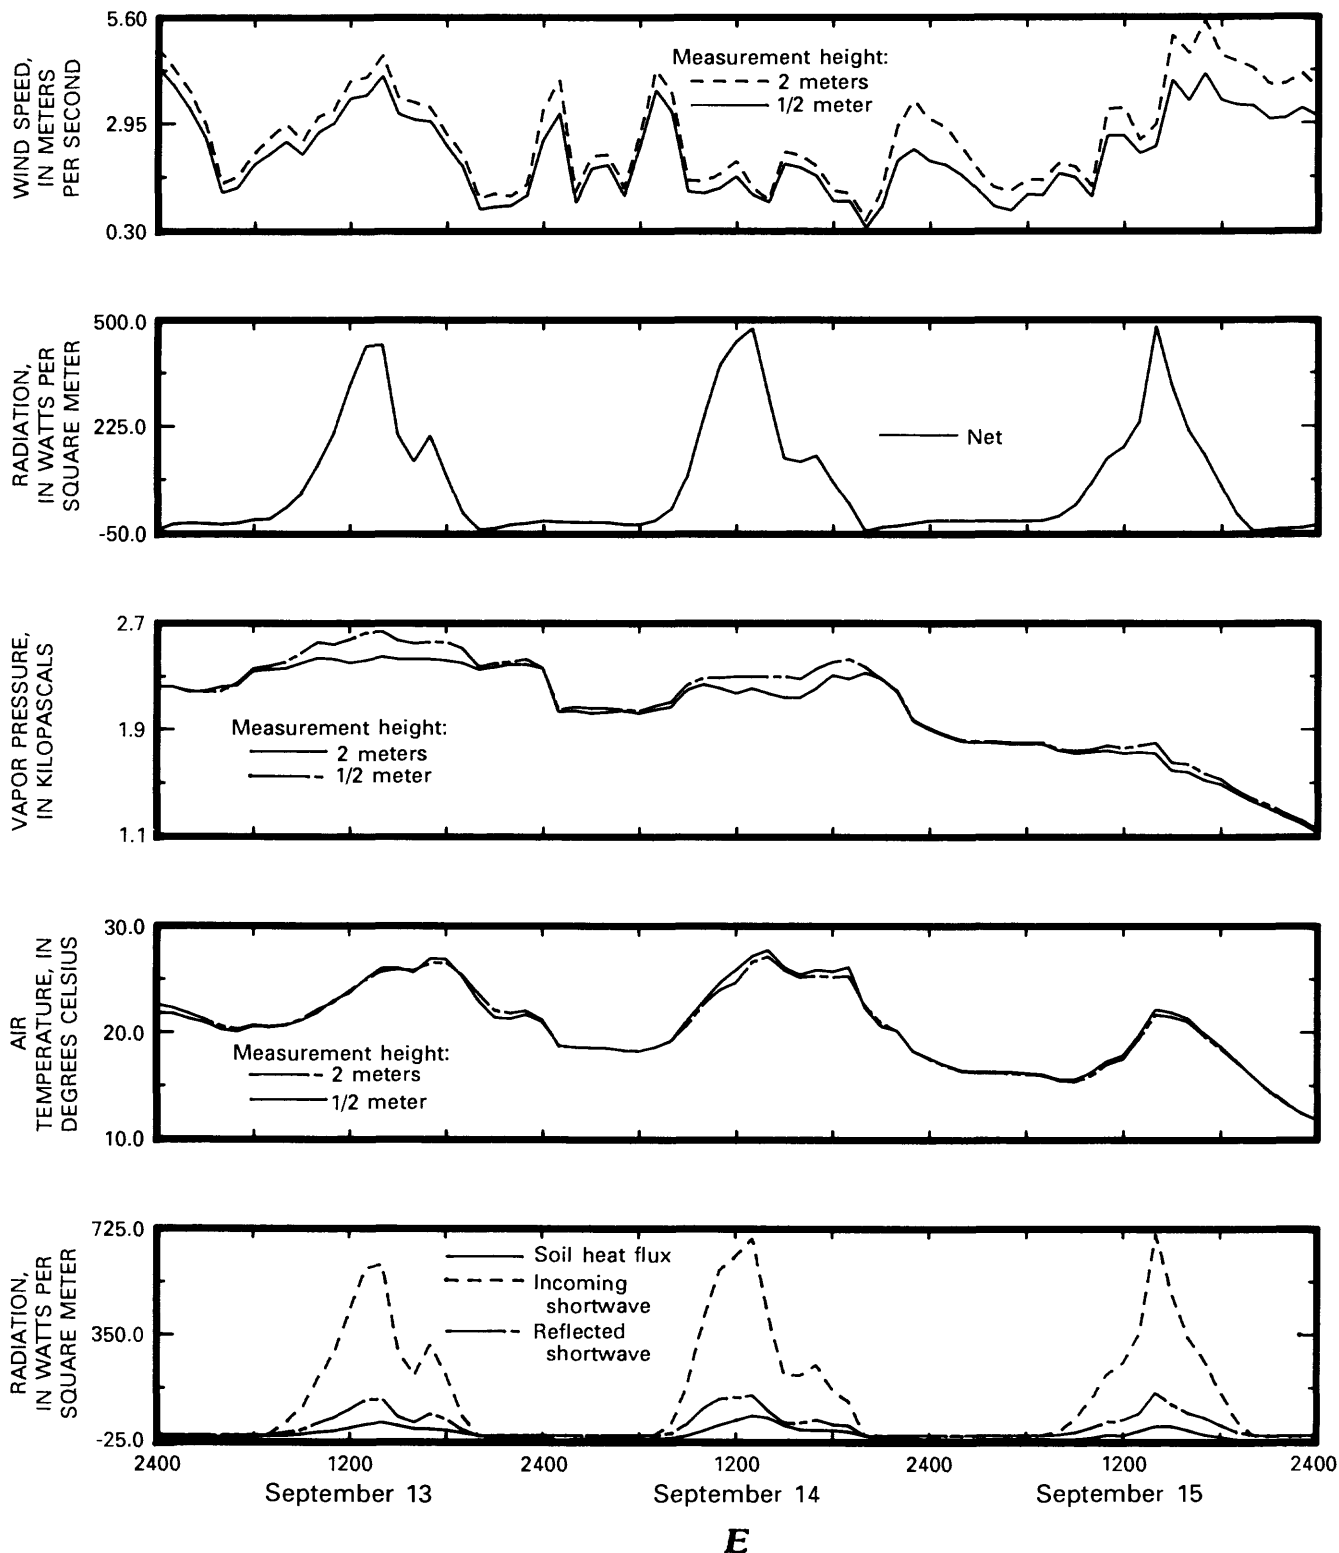 WIND SPEED,
IN METERS
PER SECOND
5.60
2.95
0.30
Measurement height:
2 meters
1/2 meter
RADIATION,
IN WATTS PER
SQUARE METER
500.0
225.0
-50.0
Net
VAPOR PRESSURE,
IN KILOPASCALS
2.7
1.9
1.1
Measurement height:
2 meters
1/2 meter
AIR
TEMPERATURE, IN
DEGREES CELSIUS
30.0
20.0
10.0
Measurement height:
2 meters
1/2 meter
RADIATION,
IN WATTS PER
SQUARE METER
725.0
350.0
-25.0
Soil heat flux
Incoming
shortwave
Reflected
shortwave
2400 1200 2400 1200 2400 1200 2400
September 13 September 14 September 15
E